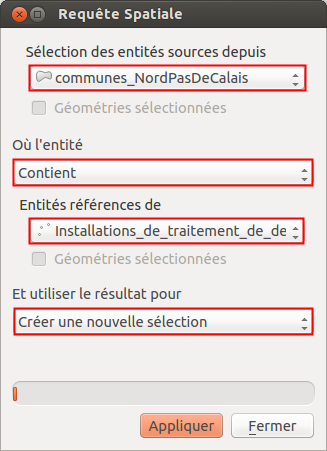 Requête Spatiale
Sélection des entités sources depuis
communes_NordPasDeCalais
Géométries sélectionnées
Où l'entité
Contient
Entités références de
Installations_de_traitement_de_de
Géométries sélectionnées
Et utiliser le résultat pour
Créer une nouvelle sélection
Appliquer
Fermer